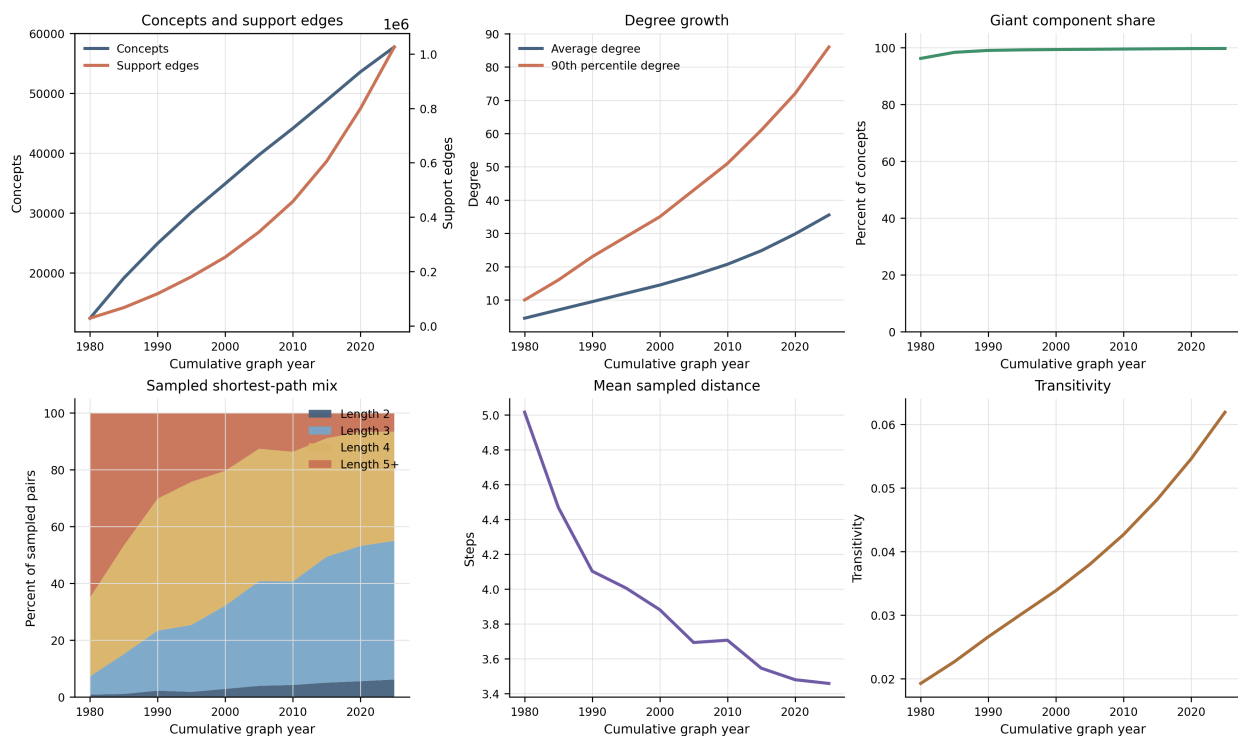 Concepts and support edges
1e6
Concepts
Support edges
60000
50000
40000
30000
20000
Concepts
1.0
0.8
0.6
0.4
0.2
0.0
Support edges
1980 1990 2000 2010 2020
Cumulative graph year
Degree growth
Average degree
90th percentile degree
90
80
70
60
50
40
30
20
10
Degree
1980 1990 2000 2010 2020
Cumulative graph year
Giant component share
100
80
60
40
20
0
Percent of concepts
1980 1990 2000 2010 2020
Cumulative graph year
Sampled shortest-path mix
Length 2
Length 3
Length 4
Length 5+
100
80
60
40
20
0
Percent of sampled pairs
1980 1990 2000 2010 2020
Cumulative graph year
Mean sampled distance
5.0
4.8
4.6
4.4
4.2
4.0
3.8
3.6
3.4
Steps
1980 1990 2000 2010 2020
Cumulative graph year
Transitivity
0.06
0.05
0.04
0.03
0.02
Transitivity
1980 1990 2000 2010 2020
Cumulative graph year